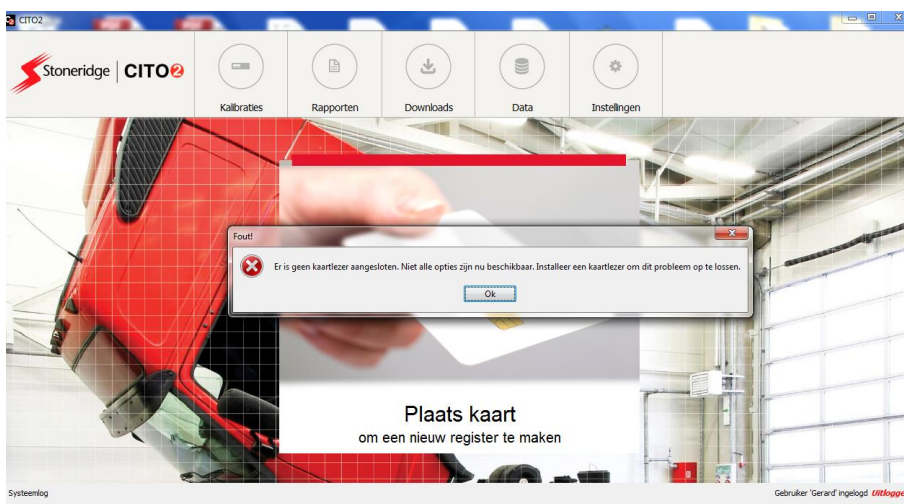 CITO2
Stoneridge CITO2
Kalibraties
Rapporten
Downloads
Data
Instellingen
Fout!
Er is geen kaartlezer aangesloten. Niet alle opties zijn nu beschikbaar. Installeer een kaartlezer om dit probleem op te lossen.
Ok
Plaats kaart
om een nieuw register te maken
Systeemlog
Gebruiker 'Gerard' ingelogd Uitlogge